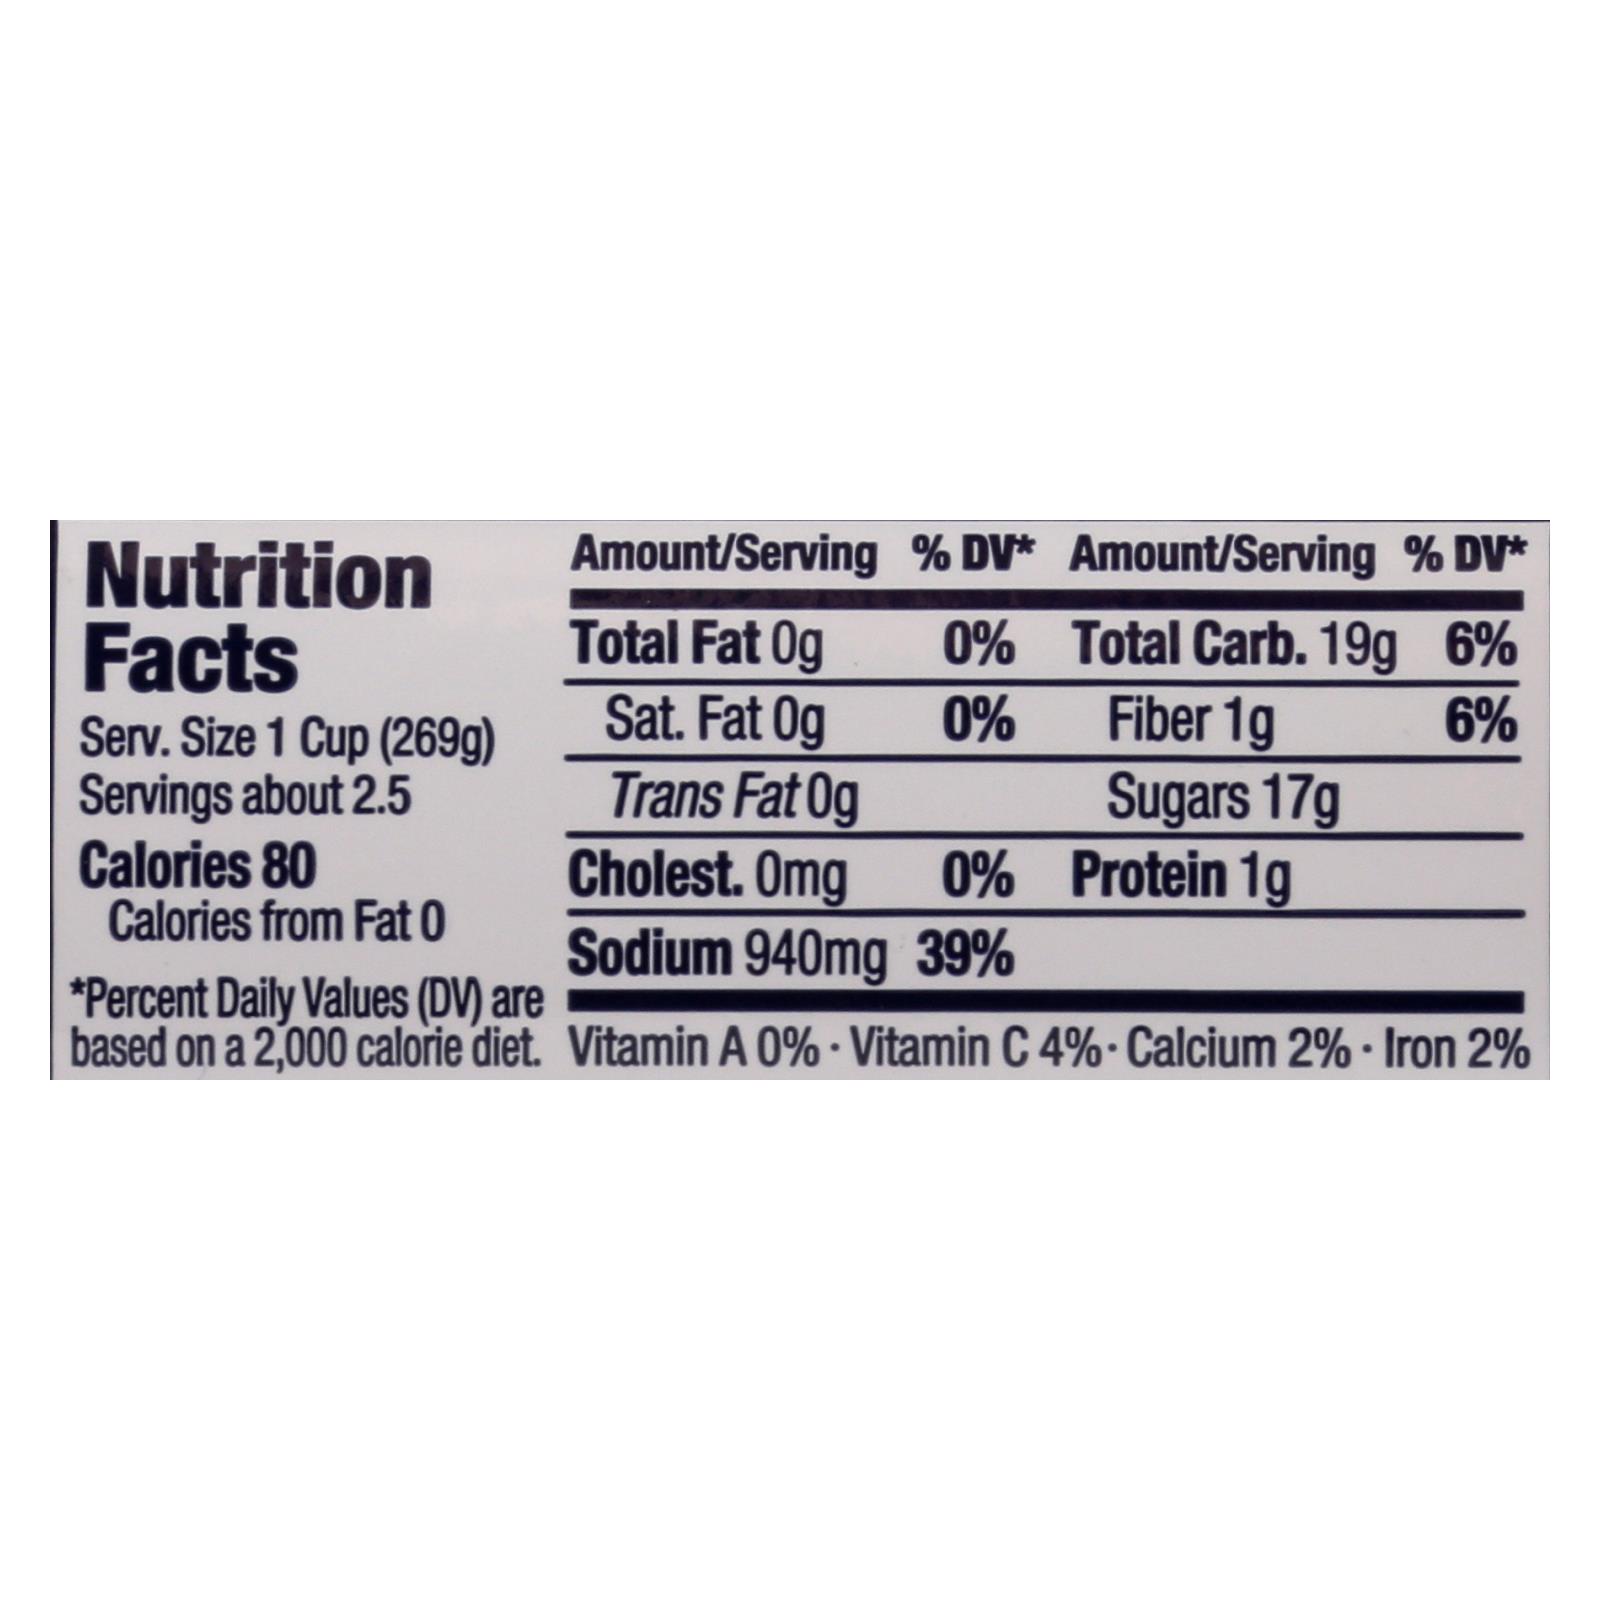 Nutrition
Facts
Serv. Size 1 Cup (269g)
Servings about 2.5
Calories 80
Calories from Fat 0
*Percent Daily Values (DV) are
based on a 2,000 calorie diet.
Amount/Serving % DV* Amount/Serving % DV*
Total Fat 0g 0% Total Carb. 19g 6%
Sat. Fat 0g 0% Fiber 1g 6%
Trans Fat 0g Sugars 17g
Cholest. 0mg 0% Protein 1g
Sodium 940mg 39%
Vitamin A 0% · Vitamin C 4% · Calcium 2% · Iron 2%